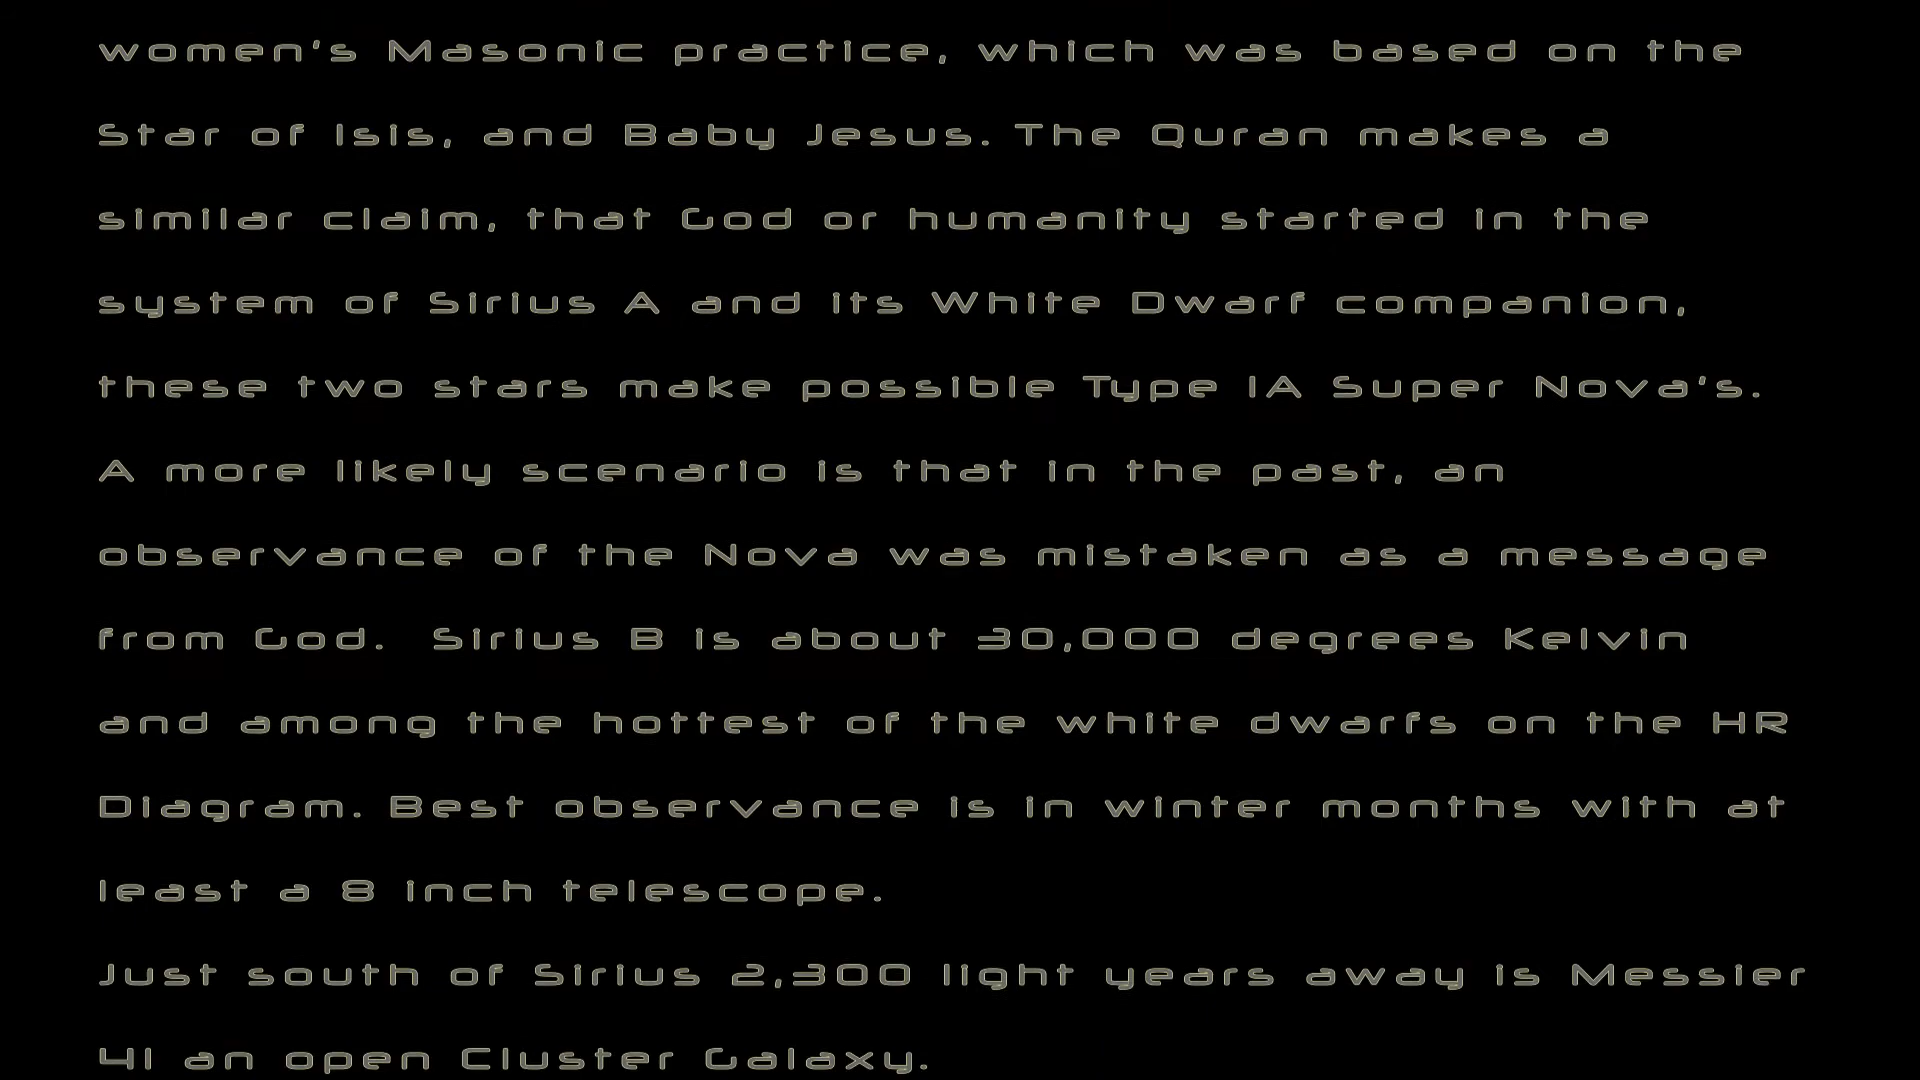 women's Masonic practice, which was based on the
Star of Isis, and Baby Jesus. The Quran makes a
similar claim, that God or humanity started in the
system of Sirius A and its White Dwarf companion,
these two stars make possible Type 1A Super Nova's.
A more likely scenario is that in the past, an
observance of the Nova was mistaken as a message
from God.  Sirius B is about 30,000 degrees Kelvin
and among the hottest of the white dwarfs on the HR
Diagram. Best observance is in winter months with at
least a 8 inch telescope.
Just south of Sirius 2,300 light years away is Messier
41 an open Cluster Galaxy.